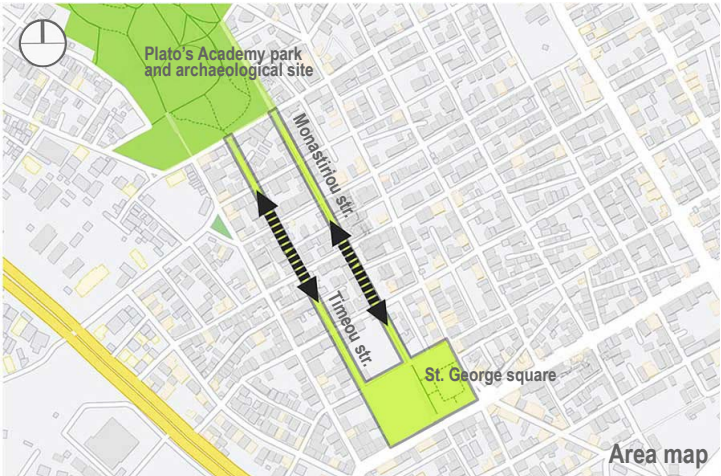 Plato's Academy park
and archaeological site
Monastiriou str.
Timeou str.
St. George square
Area map